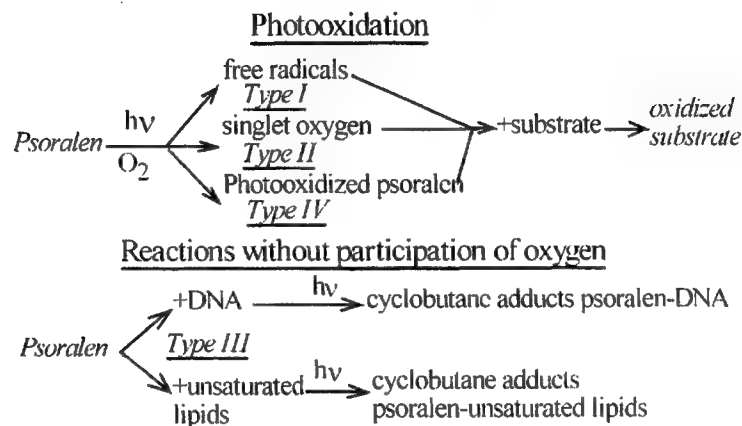 Photooxidation
free radicals
Type I
hν
singlet oxygen
+substrate
oxidized
substrate
Psoralen
O2
Type II
Photooxidized psoralen
Type IV
Reactions without participation of oxygen
+DNA
hν
cyclobutane adducts psoralen-DNA
Psoralen
Type III
+unsaturated
lipids
hν
cyclobutane adducts
psoralen-unsaturated lipids